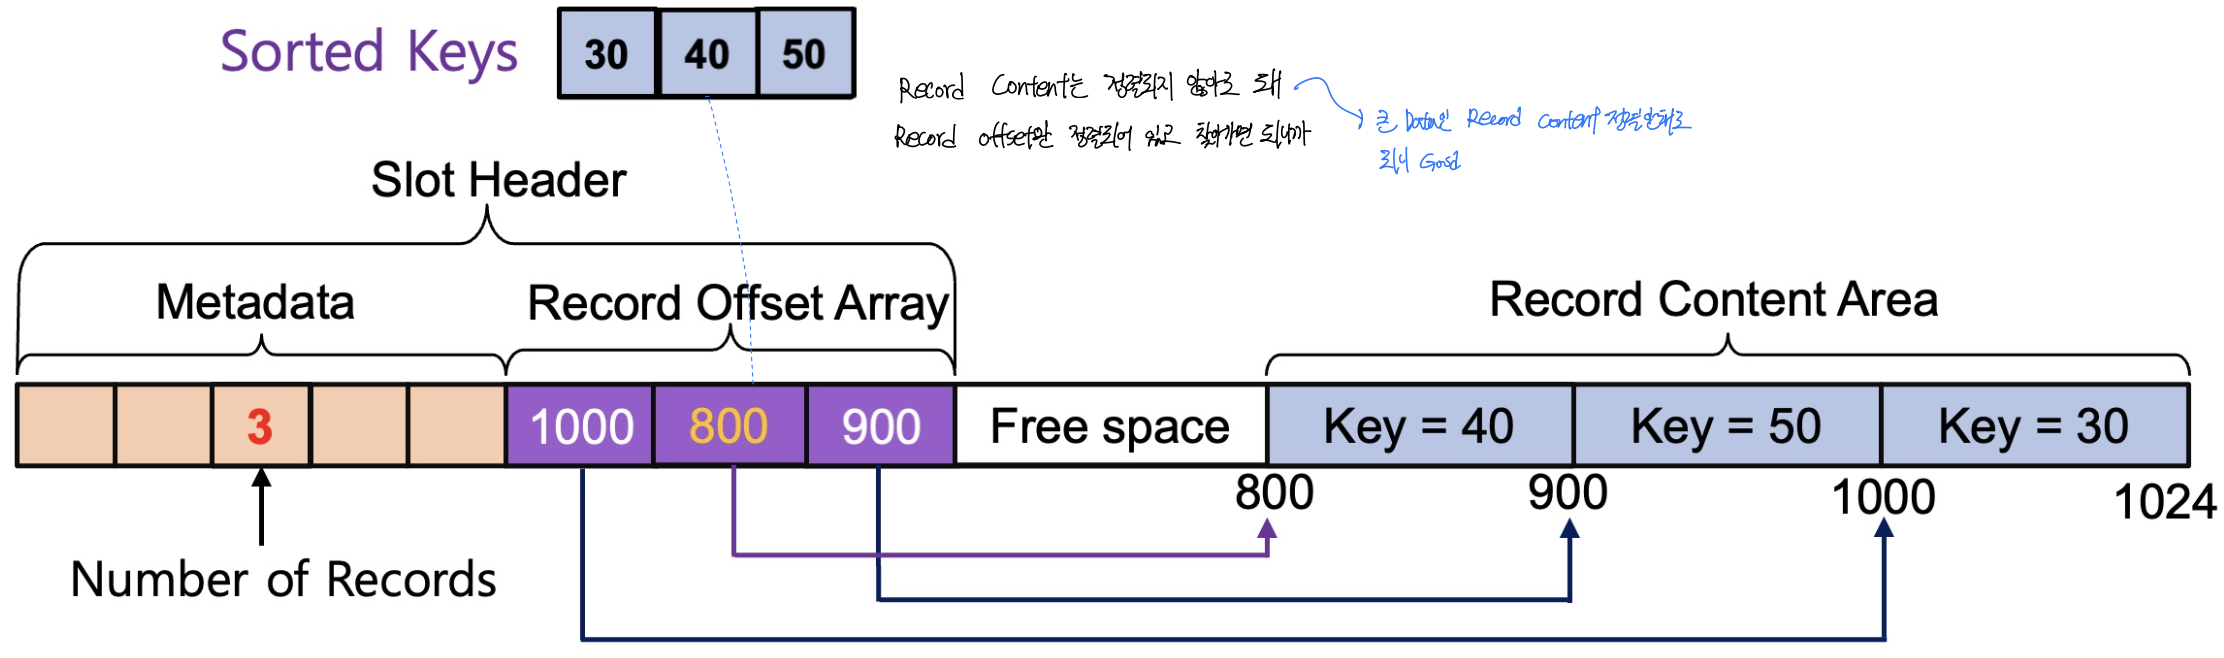 Sorted Keys
30 40 50
Record Content는 정렬되지 않아도 돼
Record offset만 정렬되어 있고 찾아가면 되니까
큰 Data인 Record Content 정렬안해도
되니 Good
Slot Header
Metadata
Record Offset Array
Record Content Area
3 1000 800 900 Free space Key = 40 Key = 50 Key = 30
800 900 1000 1024
Number of Records